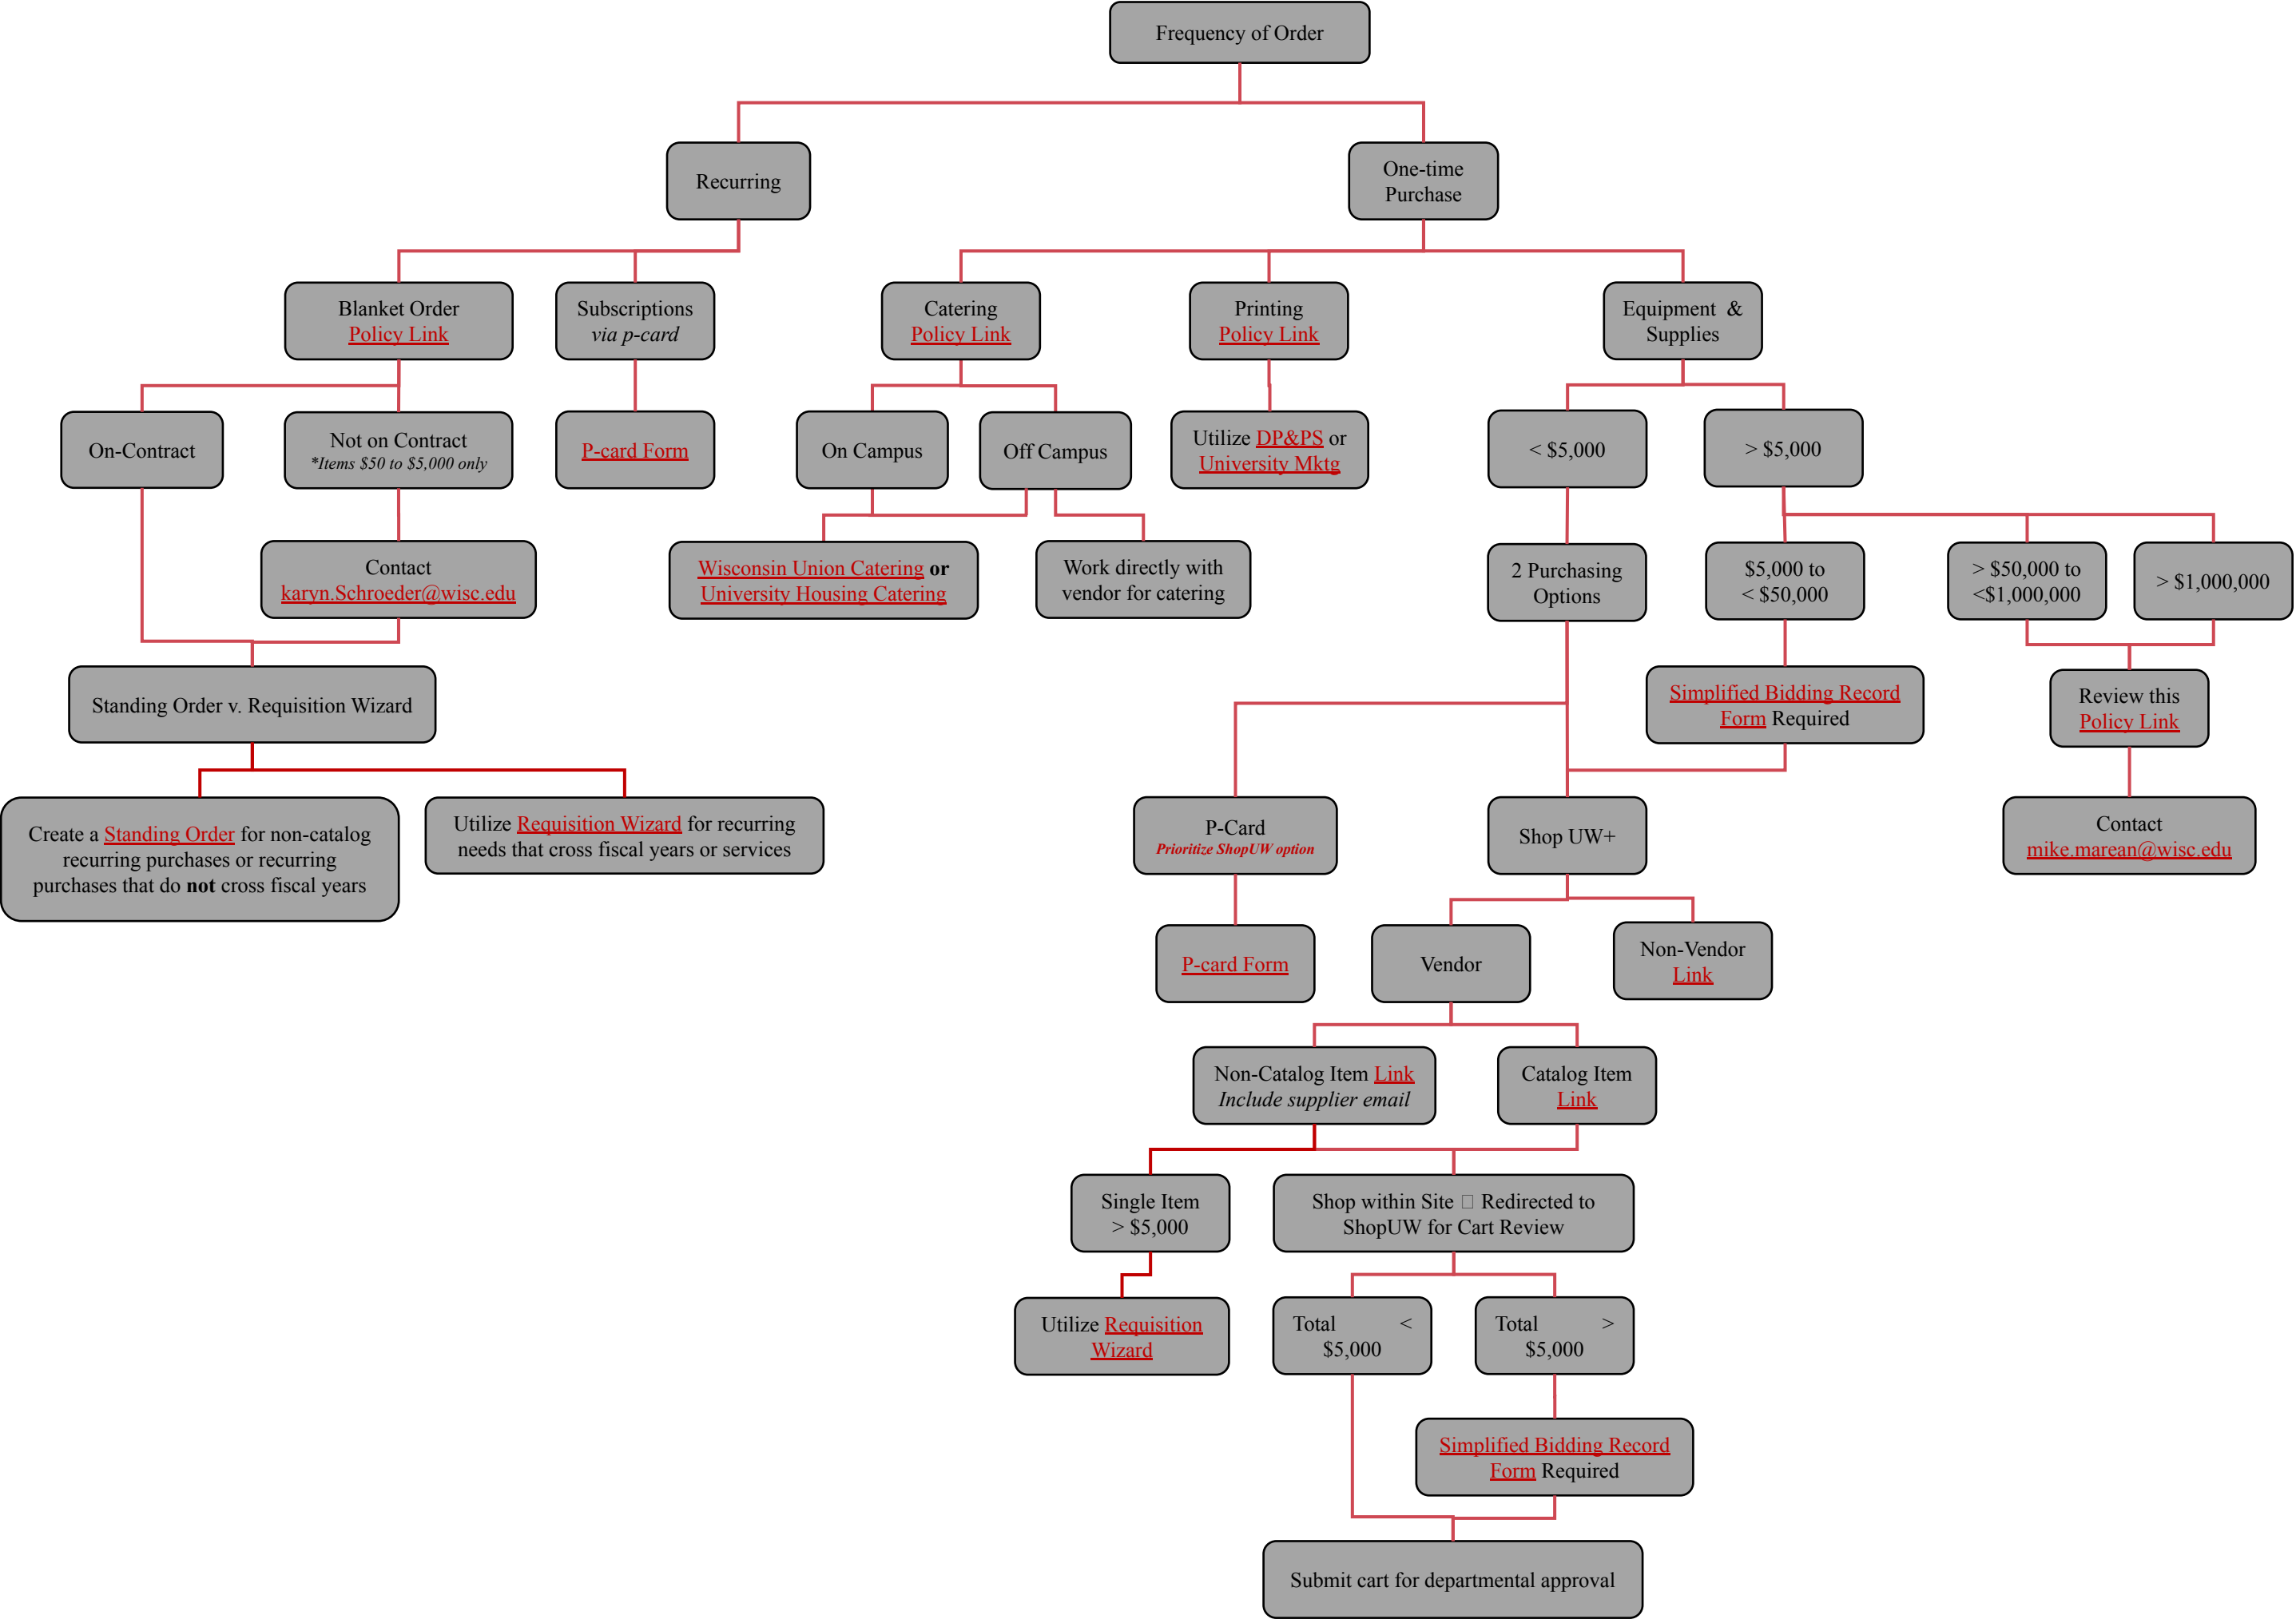 Frequency of Order
Recurring
One-time
Purchase
Blanket Order
Policy Link
Subscriptions
via p-card
Catering
Policy Link
Printing
Policy Link
Equipment &
Supplies
On-Contract
Not on Contract
*Items $50 to $5,000 only
P-card Form
On Campus
Off Campus
Utilize DP&PS or
University Mktg
< $5,000
> $5,000
Contact
karyn.Schroeder@wisc.edu
Wisconsin Union Catering or
University Housing Catering
Work directly with
vendor for catering
2 Purchasing
Options
$5,000 to
< $50,000
> $50,000 to
<$1,000,000
> $1,000,000
Standing Order v. Requisition Wizard
Simplified Bidding Record
Form Required
Review this
Policy Link
Create a Standing Order for non-catalog
recurring purchases or recurring
purchases that do not cross fiscal years
Utilize Requisition Wizard for recurring
needs that cross fiscal years or services
P-Card
Prioritize ShopUW option
Shop UW+
Contact
mike.marean@wisc.edu
P-card Form
Vendor
Non-Vendor
Link
Non-Catalog Item Link
Include supplier email
Catalog Item
Link
Single Item
> $5,000
Shop within Site  Redirected to
ShopUW for Cart Review
Utilize Requisition
Wizard
Total <
$5,000
Total >
$5,000
Simplified Bidding Record
Form Required
Submit cart for departmental approval